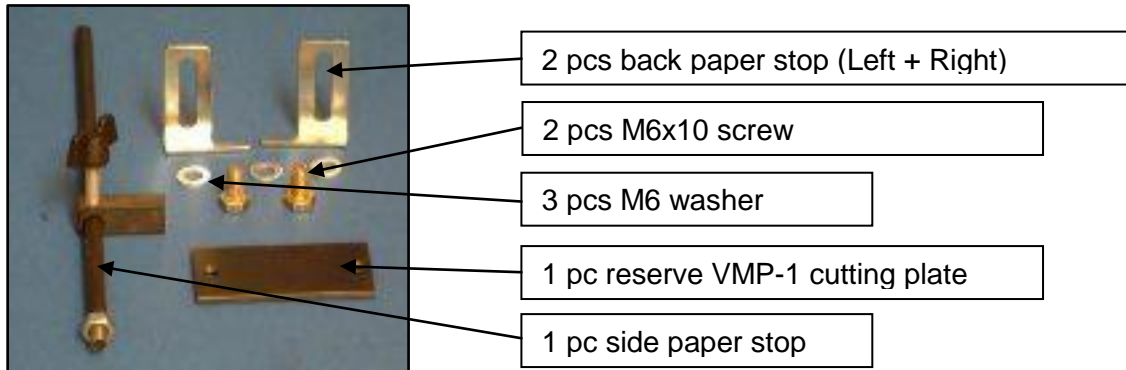 2 pcs back paper stop (Left + Right)
2 pcs M6x10 screw
3 pcs M6 washer
1 pc reserve VMP-1 cutting plate
1 pc side paper stop